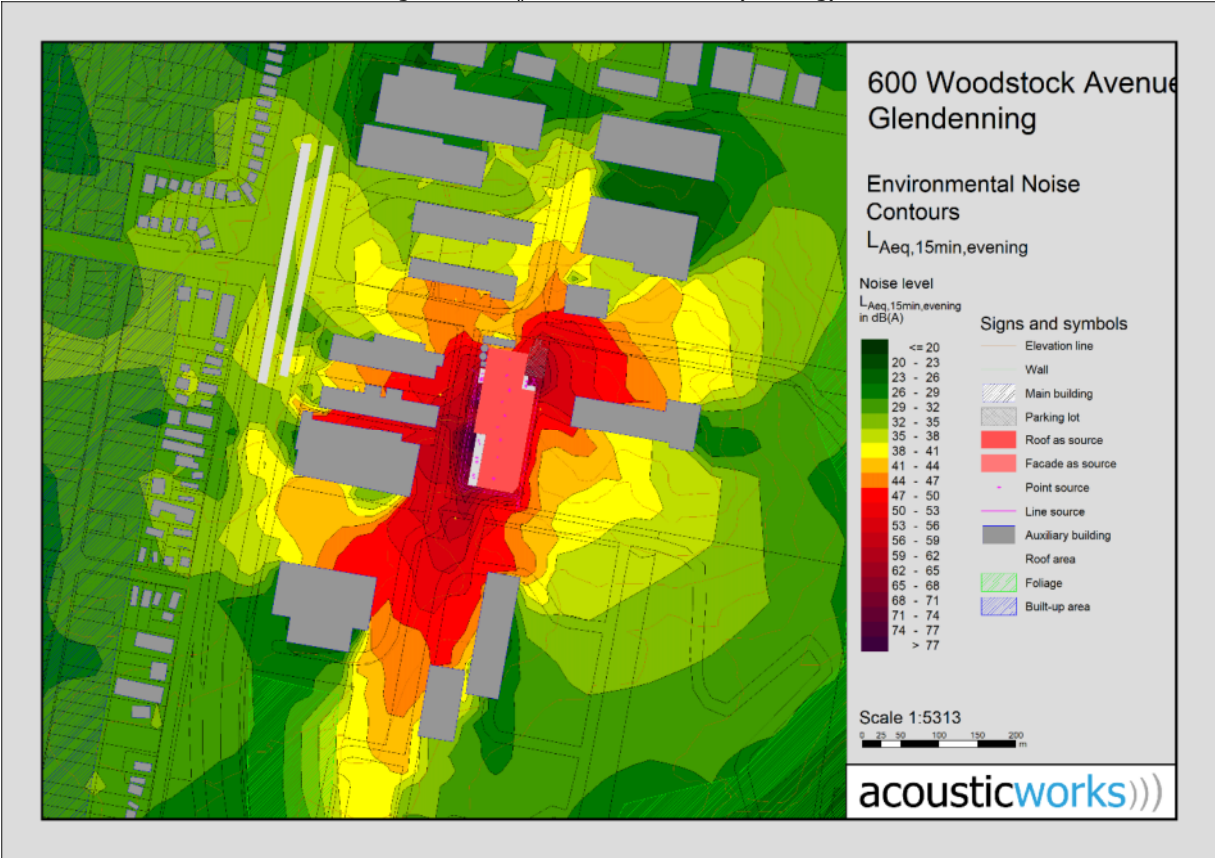 600 Woodstock Avenue
Glendenning
Environmental Noise
Contours
LAeq,15min,evening
Noise level
LAeq,15min,evening
in dB(A)
<= 20
20 - 23
23 - 26
26 - 29
29 - 32
32 - 35
35 - 38
38 - 41
41 - 44
44 - 47
47 - 50
50 - 53
53 - 56
56 - 59
59 - 62
62 - 65
65 - 68
68 - 71
71 - 74
74 - 77
> 77
Signs and symbols
Elevation line
Wall
Main building
Parking lot
Roof as source
Facade as source
Point source
Line source
Auxiliary building
Roof area
Foliage
Built-up area
Scale 1:5313
0 25 50 100 150 200
m
acousticworks)))